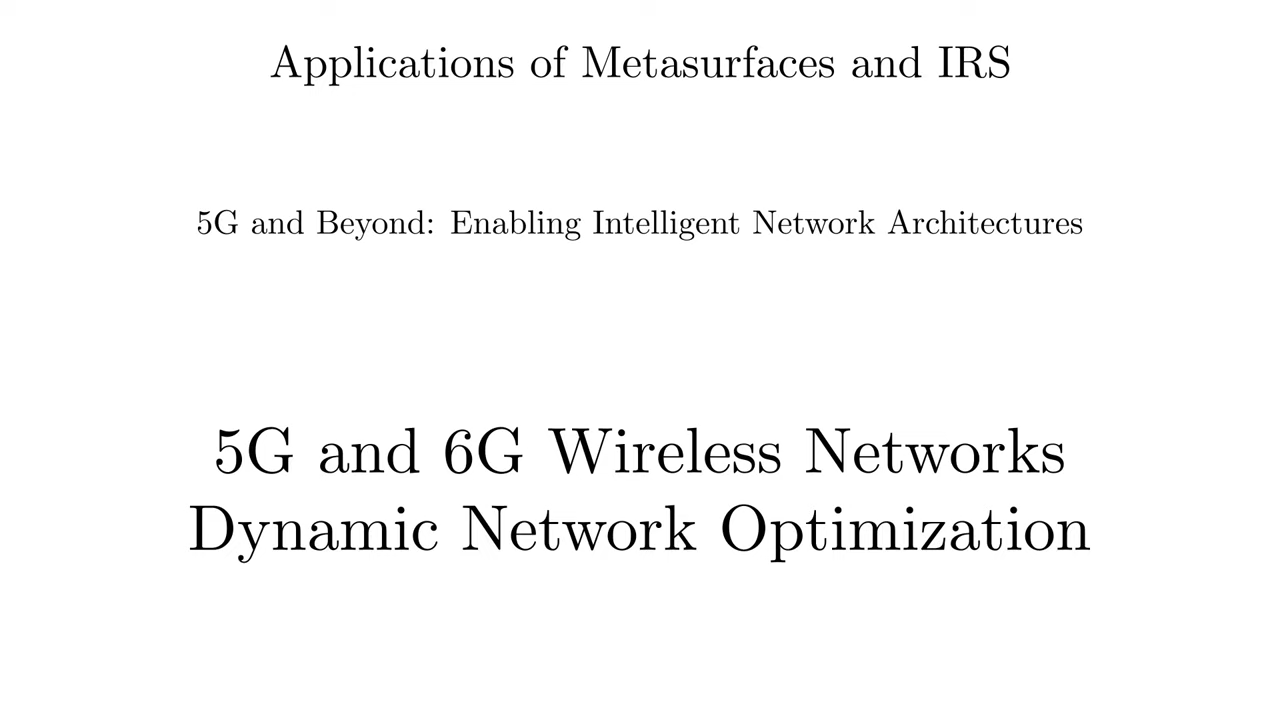 Applications of Metasurfaces and IRS
5G and Beyond: Enabling Intelligent Network Architectures
5G and 6G Wireless Networks
Dynamic Network Optimization